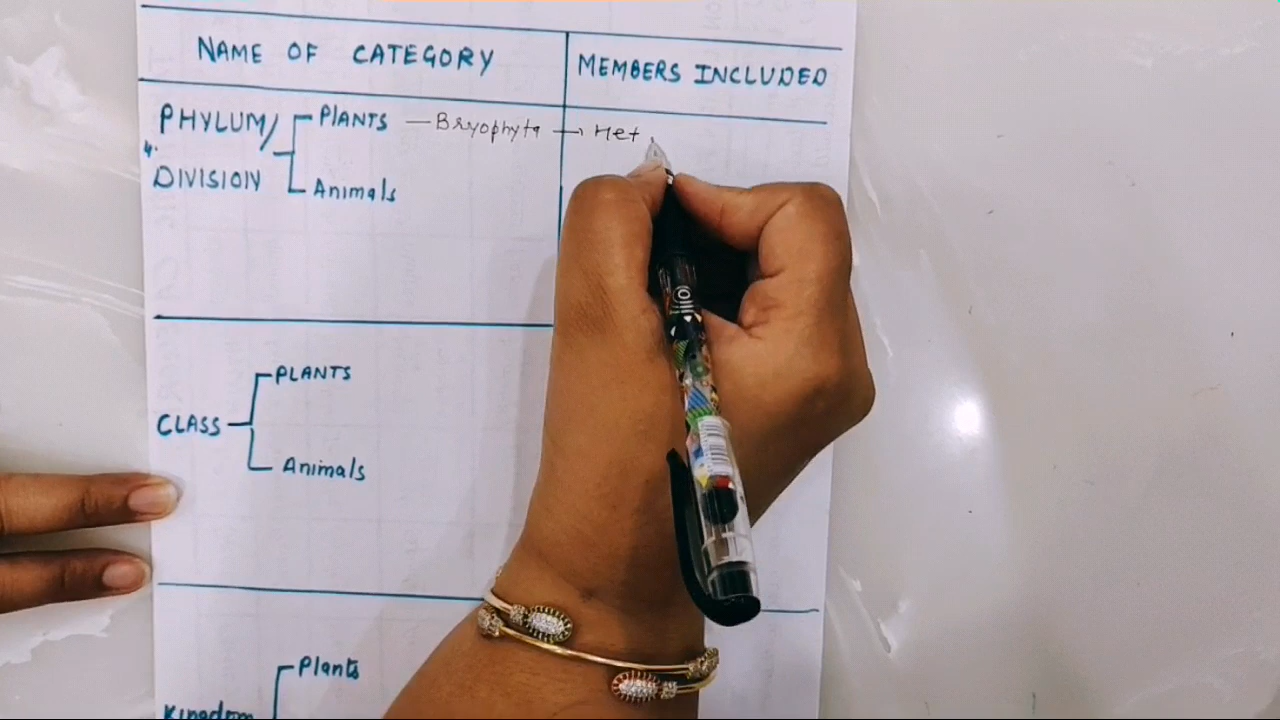 NAME OF CATEGORY MEMBERS INCLUDED
PHYLUM/ PLANTS — Bryophyta → Het
4. DIVISION Animals
PLANTS
CLASS
Animals
Plants
Kingdom